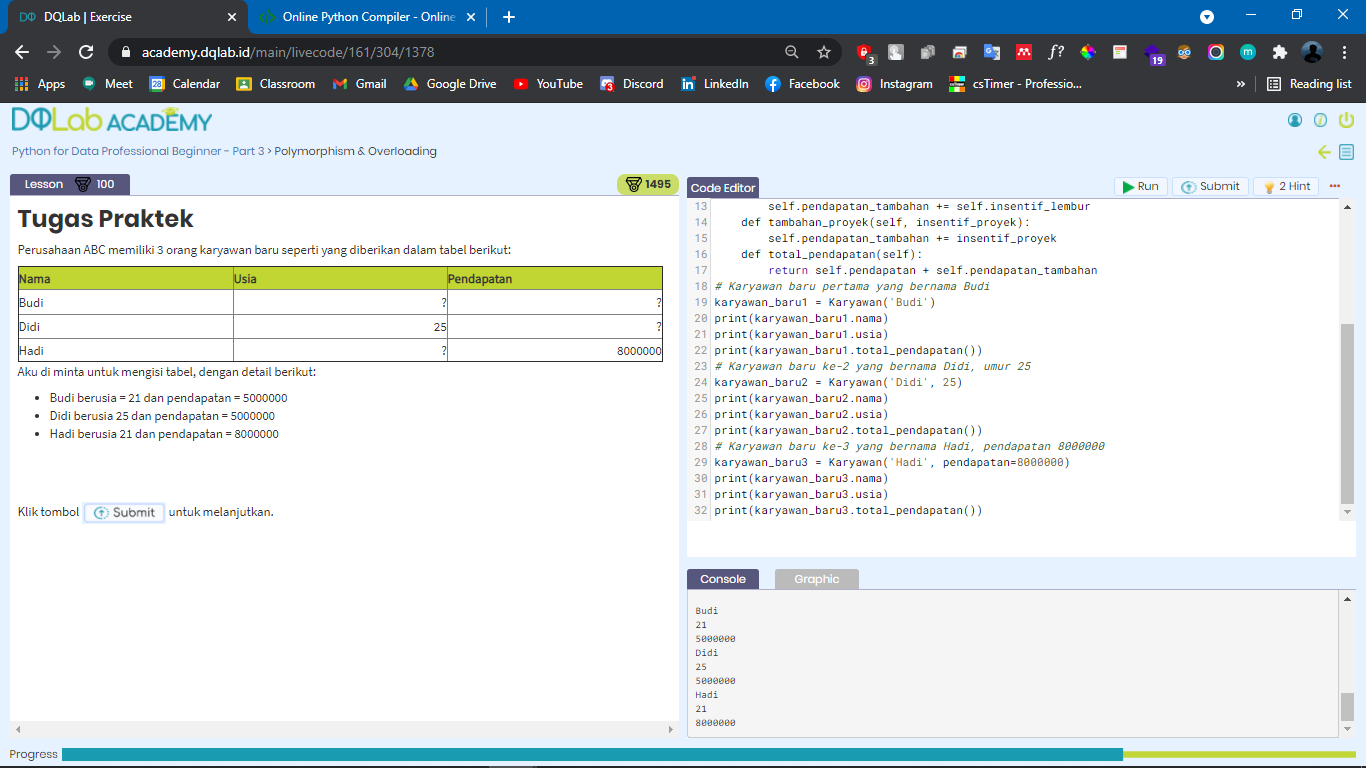 DQLab | Exercise
Online Python Compiler - Online
academy.dqlab.id/main/livecode/161/304/1378
3
19
Apps
Meet
28
Calendar
Classroom
Gmail
Google Drive
YouTube
Discord
LinkedIn
Facebook
Instagram
csTimer - Professio...
»
Reading list
DQLab ACADEMY
Python for Data Professional Beginner - Part 3 > Polymorphism & Overloading
Lesson 100
1495
Tugas Praktek
Perusahaan ABC memiliki 3 orang karyawan baru seperti yang diberikan dalam tabel berikut:
Nama Usia Pendapatan
Budi ? ?
Didi 25 ?
Hadi ? 8000000
Aku di minta untuk mengisi tabel, dengan detail berikut:
• Budi berusia = 21 dan pendapatan = 5000000
• Didi berusia 25 dan pendapatan = 5000000
• Hadi berusia 21 dan pendapatan = 8000000
Klik tombol Submit untuk melanjutkan.
Code Editor
Run
Submit
2 Hint
13 self.pendapatan_tambahan += self.insentif_lembur
14 def tambahan_proyek(self, insentif_proyek):
15 self.pendapatan_tambahan += insentif_proyek
16 def total_pendapatan(self):
17 return self.pendapatan + self.pendapatan_tambahan
18 # Karyawan baru pertama yang bernama Budi
19 karyawan_baru1 = Karyawan('Budi')
20 print(karyawan_baru1.nama)
21 print(karyawan_baru1.usia)
22 print(karyawan_baru1.total_pendapatan())
23 # Karyawan baru ke-2 yang bernama Didi, umur 25
24 karyawan_baru2 = Karyawan('Didi', 25)
25 print(karyawan_baru2.nama)
26 print(karyawan_baru2.usia)
27 print(karyawan_baru2.total_pendapatan())
28 # Karyawan baru ke-3 yang bernama Hadi, pendapatan 8000000
29 karyawan_baru3 = Karyawan('Hadi', pendapatan=8000000)
30 print(karyawan_baru3.nama)
31 print(karyawan_baru3.usia)
32 print(karyawan_baru3.total_pendapatan())
Console
Graphic
Budi
21
5000000
Didi
25
5000000
Hadi
21
8000000
Progress